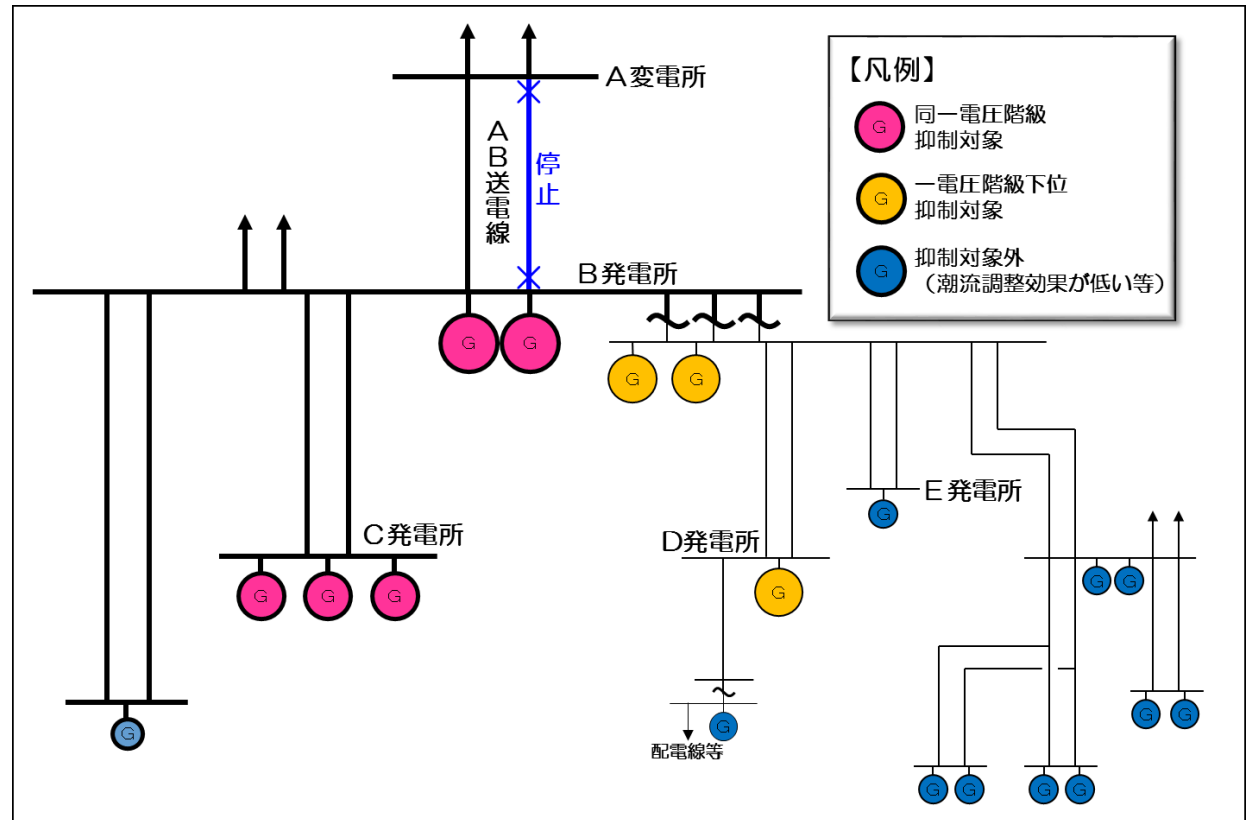 A変電所
AB送電線
停止
B発電所
C発電所
D発電所
E発電所
配電線等
【凡例】
G 同一電圧階級
抑制対象
G 一電圧階級下位
抑制対象
G 抑制対象外
(潮流調整効果が低い等)
G G
G G
G G G
G
G
G
G G
G
G G
G G G G